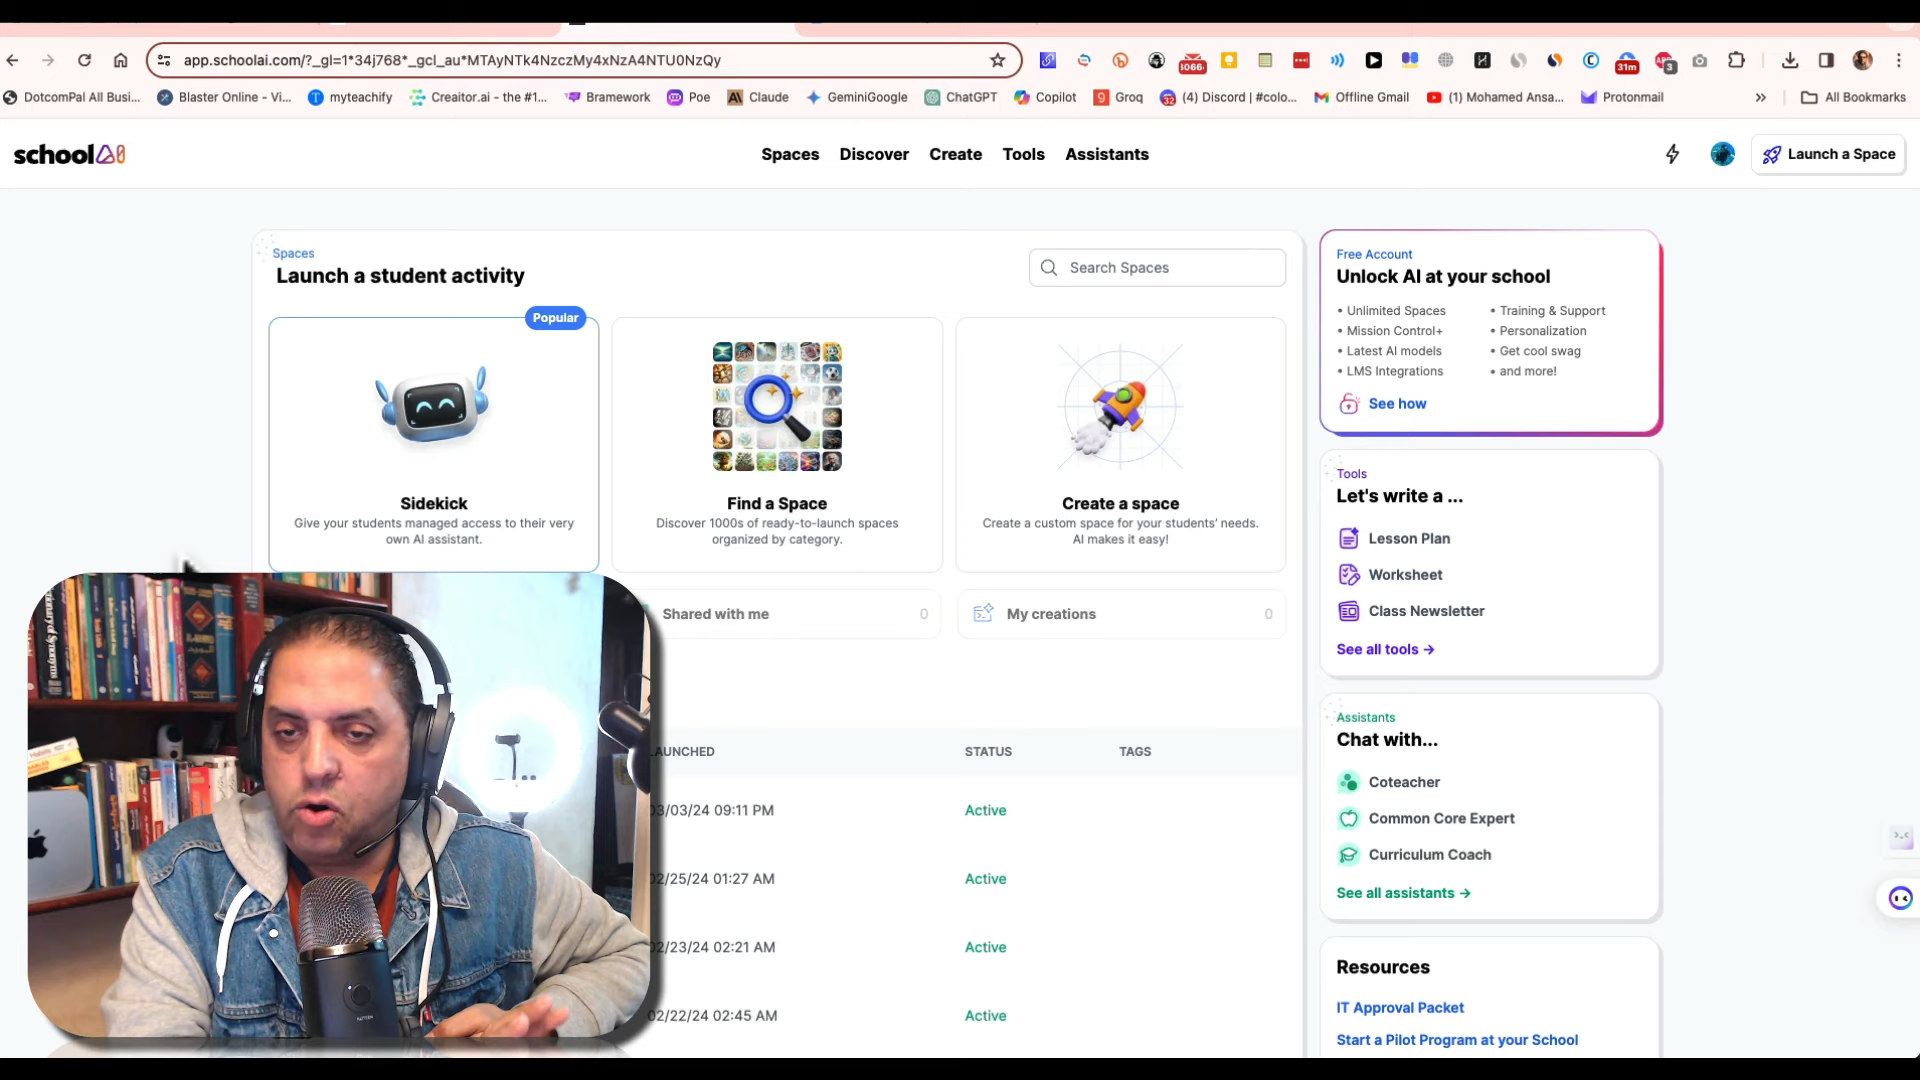 app.schoolai.com/?_gl=1*34j768*_gcl_au*MTAyNTk4NzczMy4xNzA4NTU0NzQy
1066
31m
3
DotcomPal All Busi...
Blaster Online - Vi...
myteachify
Creaitor.ai - the #1...
Bramework
Poe
Claude
GeminiGoogle
ChatGPT
Copilot
Groq
32
(4) Discord | #colo...
Offline Gmail
(1) Mohamed Ansa...
Protonmail
»
All Bookmarks
schoolAI
Spaces
Discover
Create
Tools
Assistants
Launch a Space
Spaces
Launch a student activity
Search Spaces
Popular
Sidekick
Give your students managed access to their very
own AI assistant.
Find a Space
Discover 1000s of ready-to-launch spaces
organized by category.
Create a space
Create a custom space for your students' needs.
AI makes it easy!
Shared with me
0
My creations
0
LAUNCHED
STATUS
TAGS
03/03/24 09:11 PM
Active
02/25/24 01:27 AM
Active
02/23/24 02:21 AM
Active
02/22/24 02:45 AM
Active
Free Account
Unlock AI at your school
• Unlimited Spaces
• Mission Control+
• Latest AI models
• LMS Integrations
• Training & Support
• Personalization
• Get cool swag
• and more!
See how
Tools
Let's write a ...
Lesson Plan
Worksheet
Class Newsletter
See all tools →
Assistants
Chat with...
Coteacher
Common Core Expert
Curriculum Coach
See all assistants →
Resources
IT Approval Packet
Start a Pilot Program at your School